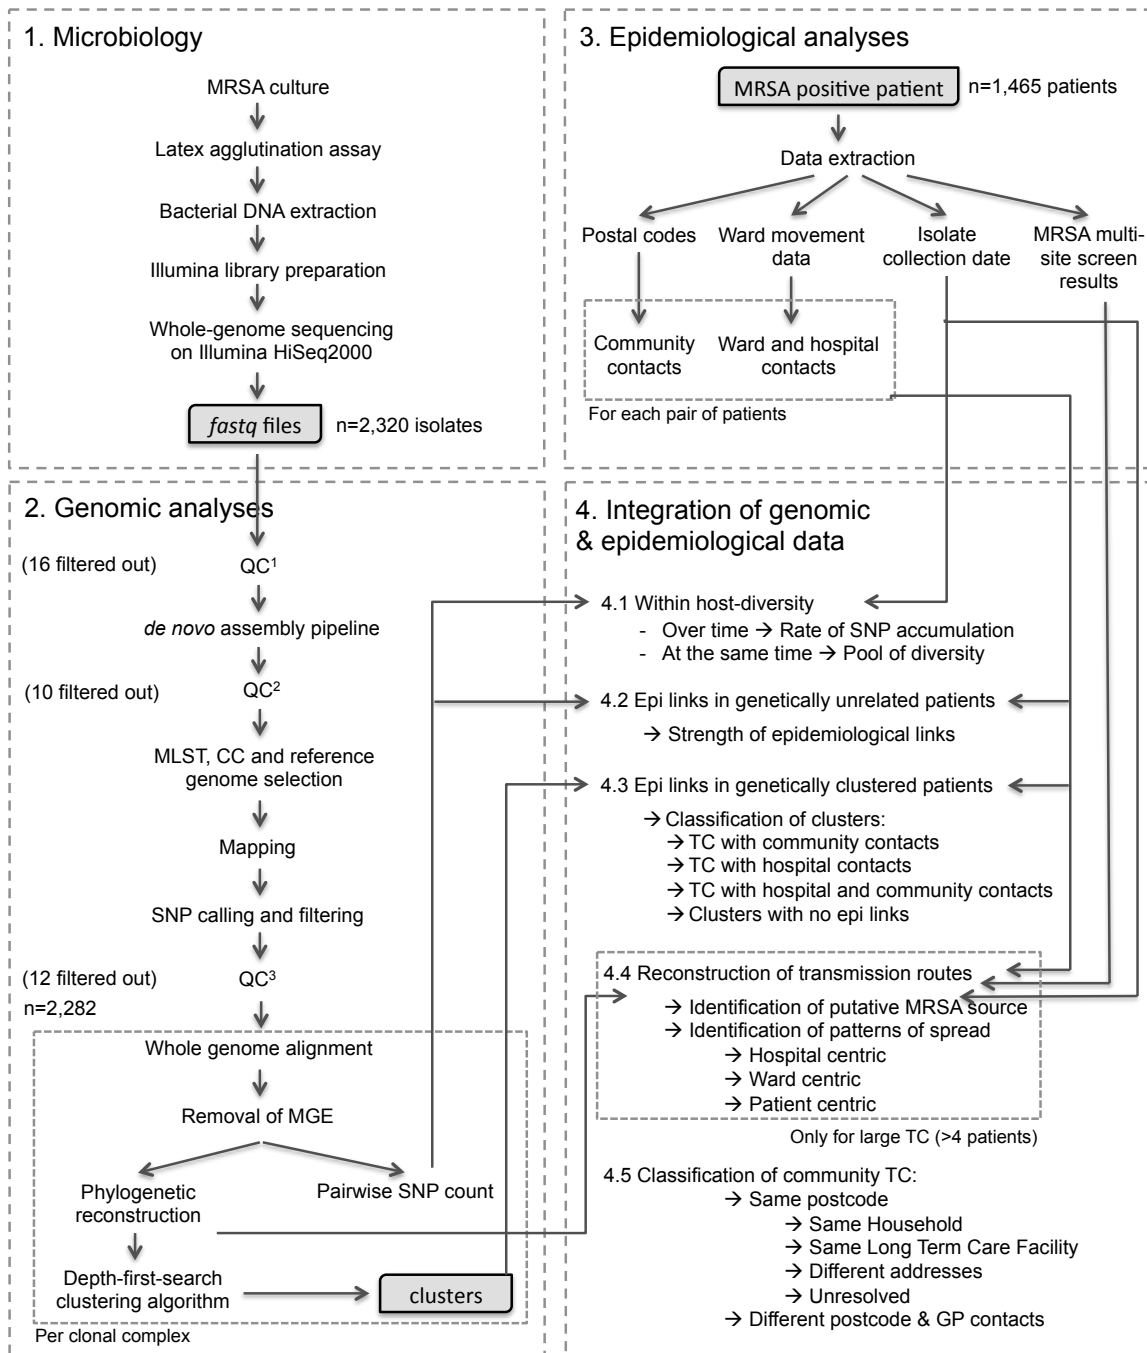 1. Microbiology
MRSA culture
Latex agglutination assay
Bacterial DNA extraction
Illumina library preparation
Whole-genome sequencing
on Illumina HiSeq2000
fastq files
n=2,320 isolates
2. Genomic analyses
(16 filtered out)
QC¹
de novo assembly pipeline
(10 filtered out)
QC²
MLST, CC and reference
genome selection
Mapping
SNP calling and filtering
(12 filtered out)
QC³
n=2,282
Whole genome alignment
Removal of MGE
Phylogenetic
reconstruction
Pairwise SNP count
Depth-first-search
clustering algorithm
clusters
Per clonal complex
3. Epidemiological analyses
MRSA positive patient
n=1,465 patients
Data extraction
Postal codes
Ward movement
data
Isolate
collection date
MRSA multi-
site screen
results
Community
contacts
Ward and hospital
contacts
For each pair of patients
4. Integration of genomic
& epidemiological data
4.1 Within host-diversity
- Over time → Rate of SNP accumulation
- At the same time → Pool of diversity
4.2 Epi links in genetically unrelated patients
→ Strength of epidemiological links
4.3 Epi links in genetically clustered patients
→ Classification of clusters:
→ TC with community contacts
→ TC with hospital contacts
→ TC with hospital and community contacts
→ Clusters with no epi links
4.4 Reconstruction of transmission routes
→ Identification of putative MRSA source
→ Identification of patterns of spread
→ Hospital centric
→ Ward centric
→ Patient centric
Only for large TC (>4 patients)
4.5 Classification of community TC:
→ Same postcode
→ Same Household
→ Same Long Term Care Facility
→ Different addresses
→ Unresolved
→ Different postcode & GP contacts